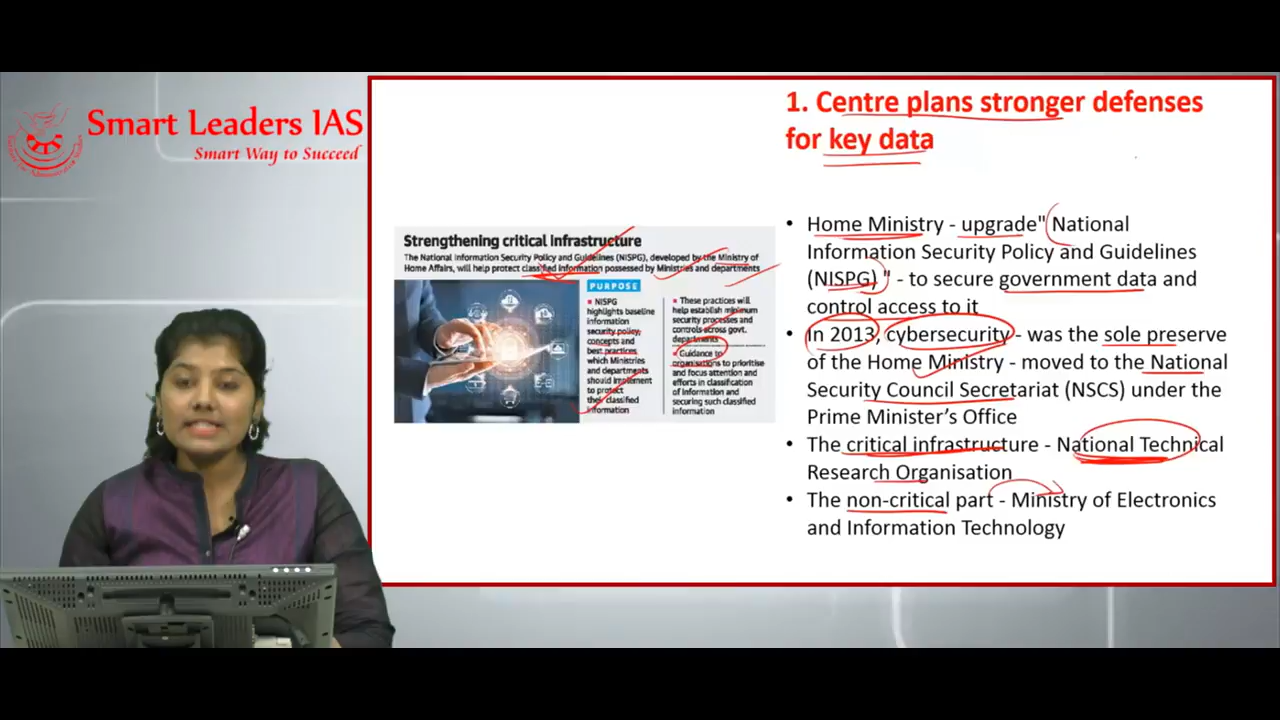 Smart Leaders IAS
Smart Way to Succeed
1. Centre plans stronger defenses
for key data
Strengthening critical infrastructure
The National Information Security Policy and Guidelines (NISPG), developed by the Ministry of
Home Affairs, will help protect classified information possessed by Ministries and departments
PURPOSE
■ NISPG
highlights baseline
information
security policy,
concepts and
best practices
which Ministries
and departments
should implement
to protect
their classified
information
■ These practices will
help establish minimum
security processes and
controls across govt.
departments
Guidance to
organisations to prioritise
and focus attention and
efforts in classification
of information and
securing such classified
information
• Home Ministry - upgrade" National
Information Security Policy and Guidelines
(NISPG) " - to secure government data and
control access to it
• In 2013, cybersecurity - was the sole preserve
of the Home Ministry - moved to the National
Security Council Secretariat (NSCS) under the
Prime Minister's Office
• The critical infrastructure - National Technical
Research Organisation
• The non-critical part - Ministry of Electronics
and Information Technology